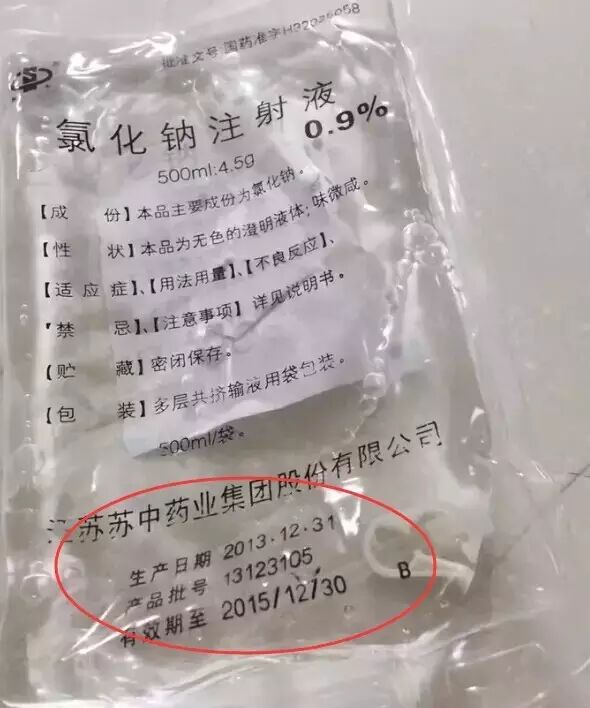 批准文号 国药准字H32025058
氯化钠注射液
0.9%
500ml:4.5g
【成 份】本品主要成份为氯化钠。
【性 状】本品为无色的澄明液体;味微咸。
【适应症】、【用法用量】、【不良反应】、
【禁 忌】、【注意事项】详见说明书。
【贮 藏】密闭保存。
【包 装】多层共挤输液用袋包装。
500ml/袋。
江苏苏中药业集团股份有限公司
生产日期 2013.12.31
产品批号 13123105
有效期至 2015/12/30
B